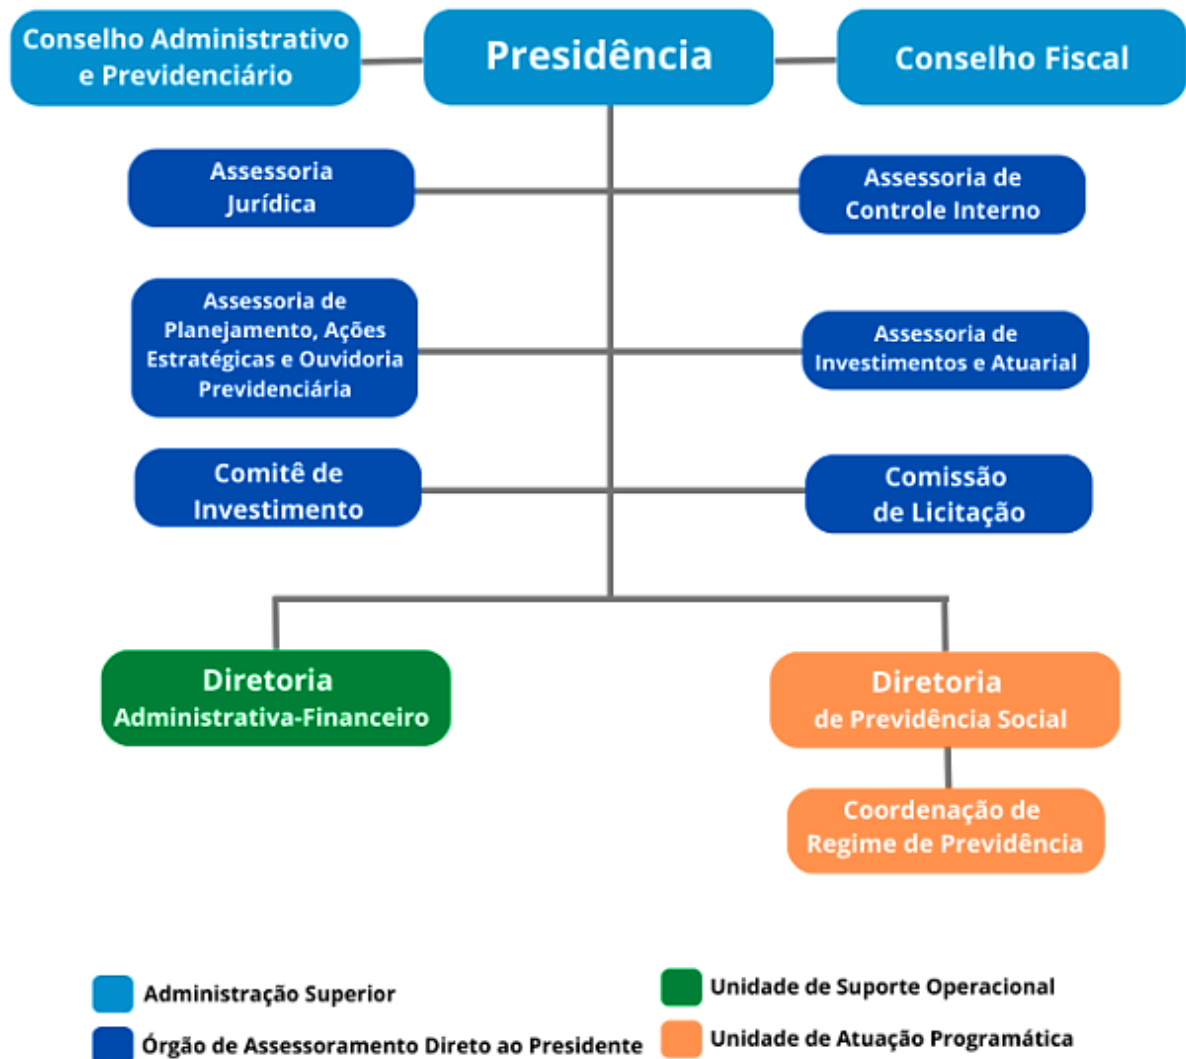 Conselho Administrativo
e Previdenciário
Presidência
Conselho Fiscal
Assessoria
Jurídica
Assessoria de
Controle Interno
Assessoria de
Planejamento, Ações
Estratégicas e Ouvidoria
Previdenciária
Assessoria de
Investimentos e Atuarial
Comitê de
Investimento
Comissão
de Licitação
Diretoria
Administrativa-Financeiro
Diretoria
de Previdência Social
Coordenação de
Regime de Previdência
Administração Superior
Unidade de Suporte Operacional
Órgão de Assessoramento Direto ao Presidente
Unidade de Atuação Programática